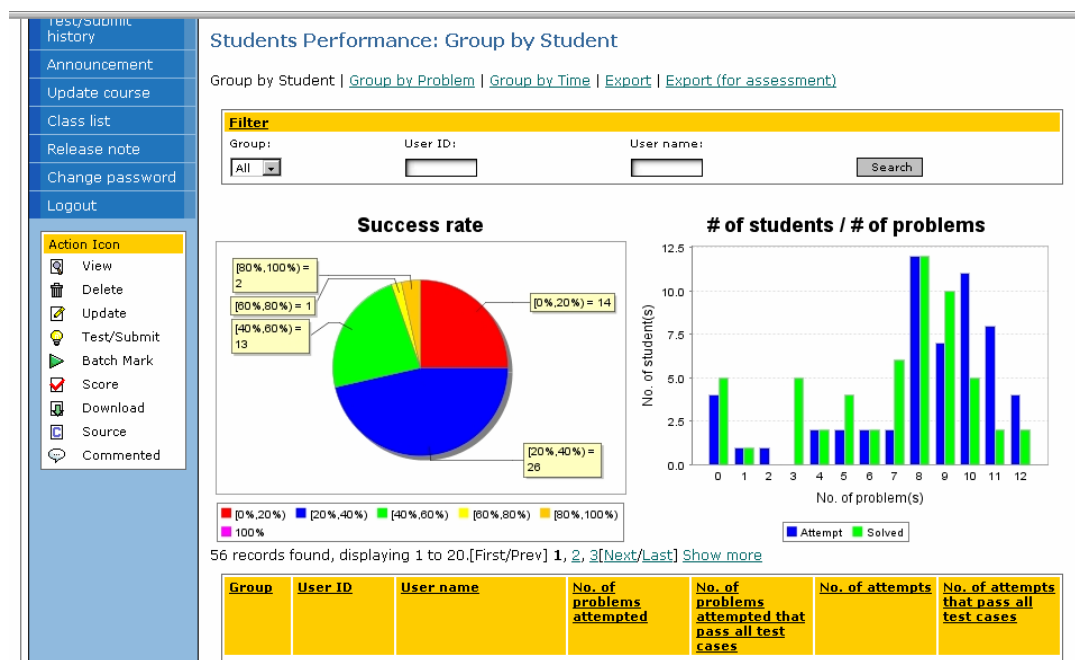 Test/Submit
history
Announcement
Update course
Class list
Release note
Change password
Logout
Action Icon
View
Delete
Update
Test/Submit
Batch Mark
Score
Download
C Source
Commented
Students Performance: Group by Student
Group by Student | Group by Problem | Group by Time | Export | Export (for assessment)
Filter
Group: User ID: User name:
All Search
Success rate
[80%,100%) =
2
[60%,80%) = 1
[40%,60%) =
13
[0%,20%) = 14
[20%,40%) =
26
[0%,20%) [20%,40%) [40%,60%) [60%,80%) [80%,100%)
100%
# of students / # of problems
12.5
10.0
7.5
5.0
2.5
0.0
No. of student(s)
0 1 2 3 4 5 6 7 8 9 10 11 12
No. of problem(s)
Attempt Solved
56 records found, displaying 1 to 20.[First/Prev] 1, 2, 3[Next/Last] Show more
Group
User ID
User name
No. of
problems
attempted
No. of
problems
attempted that
pass all test
cases
No. of attempts
No. of attempts
that pass all
test cases